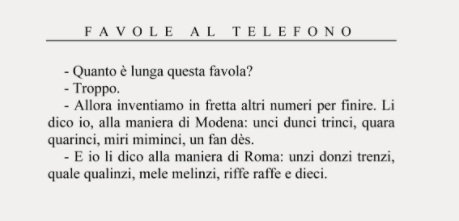 FAVOLE AL TELEFONO
- Quanto è lunga questa favola?
- Troppo.
- Allora inventiamo in fretta altri numeri per finire. Li
dico io, alla maniera di Modena: unci dunci trinci, quara
quarinci, miri miminci, un fan dès.
- E io li dico alla maniera di Roma: unzi donzi trenzi,
quale qualinzi, mele melinzi, riffe raffe e dieci.